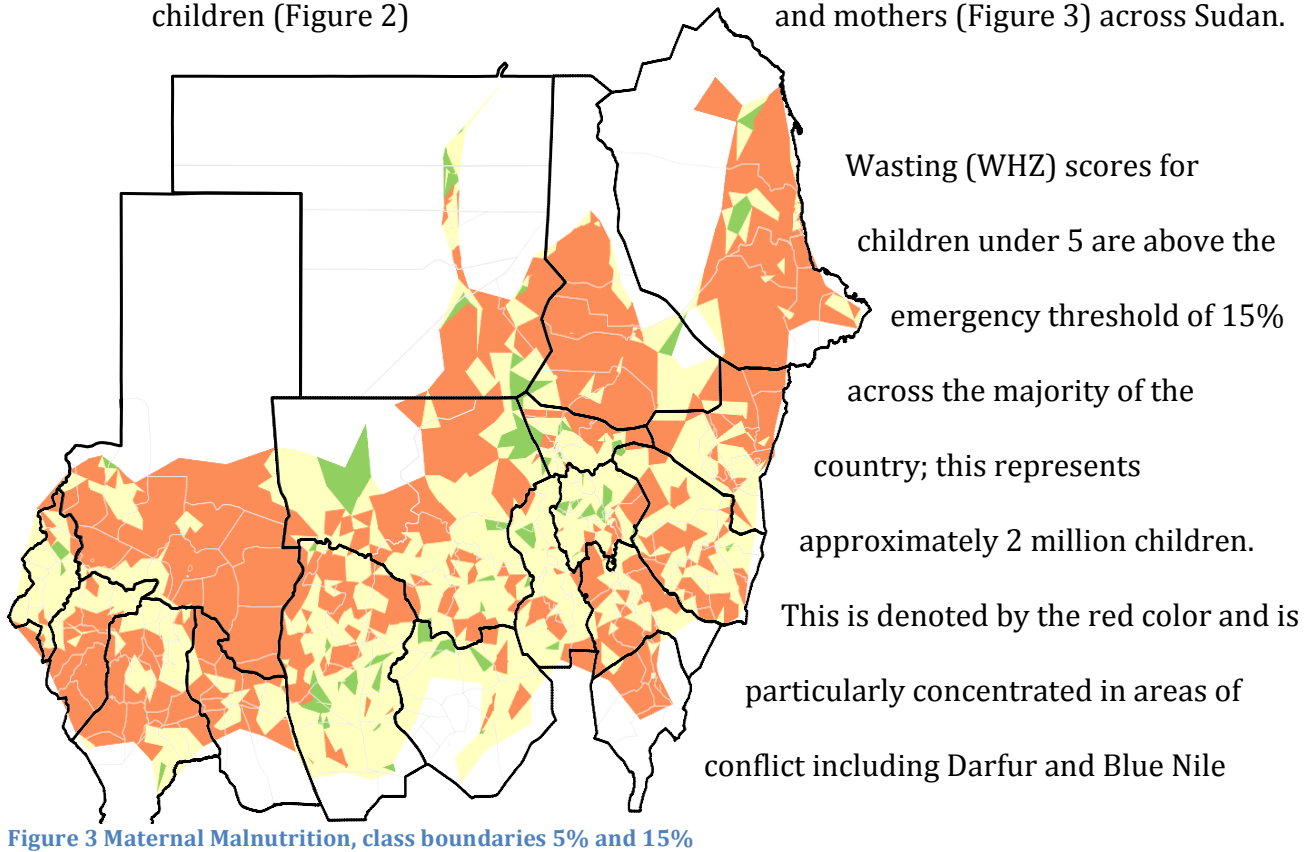 children (Figure 2) and mothers (Figure 3) across Sudan.
Wasting (WHZ) scores for
children under 5 are above the
emergency threshold of 15%
across the majority of the
country; this represents
approximately 2 million children.
This is denoted by the red color and is
particularly concentrated in areas of
conflict including Darfur and Blue Nile
Figure 3 Maternal Malnutrition, class boundaries 5% and 15%